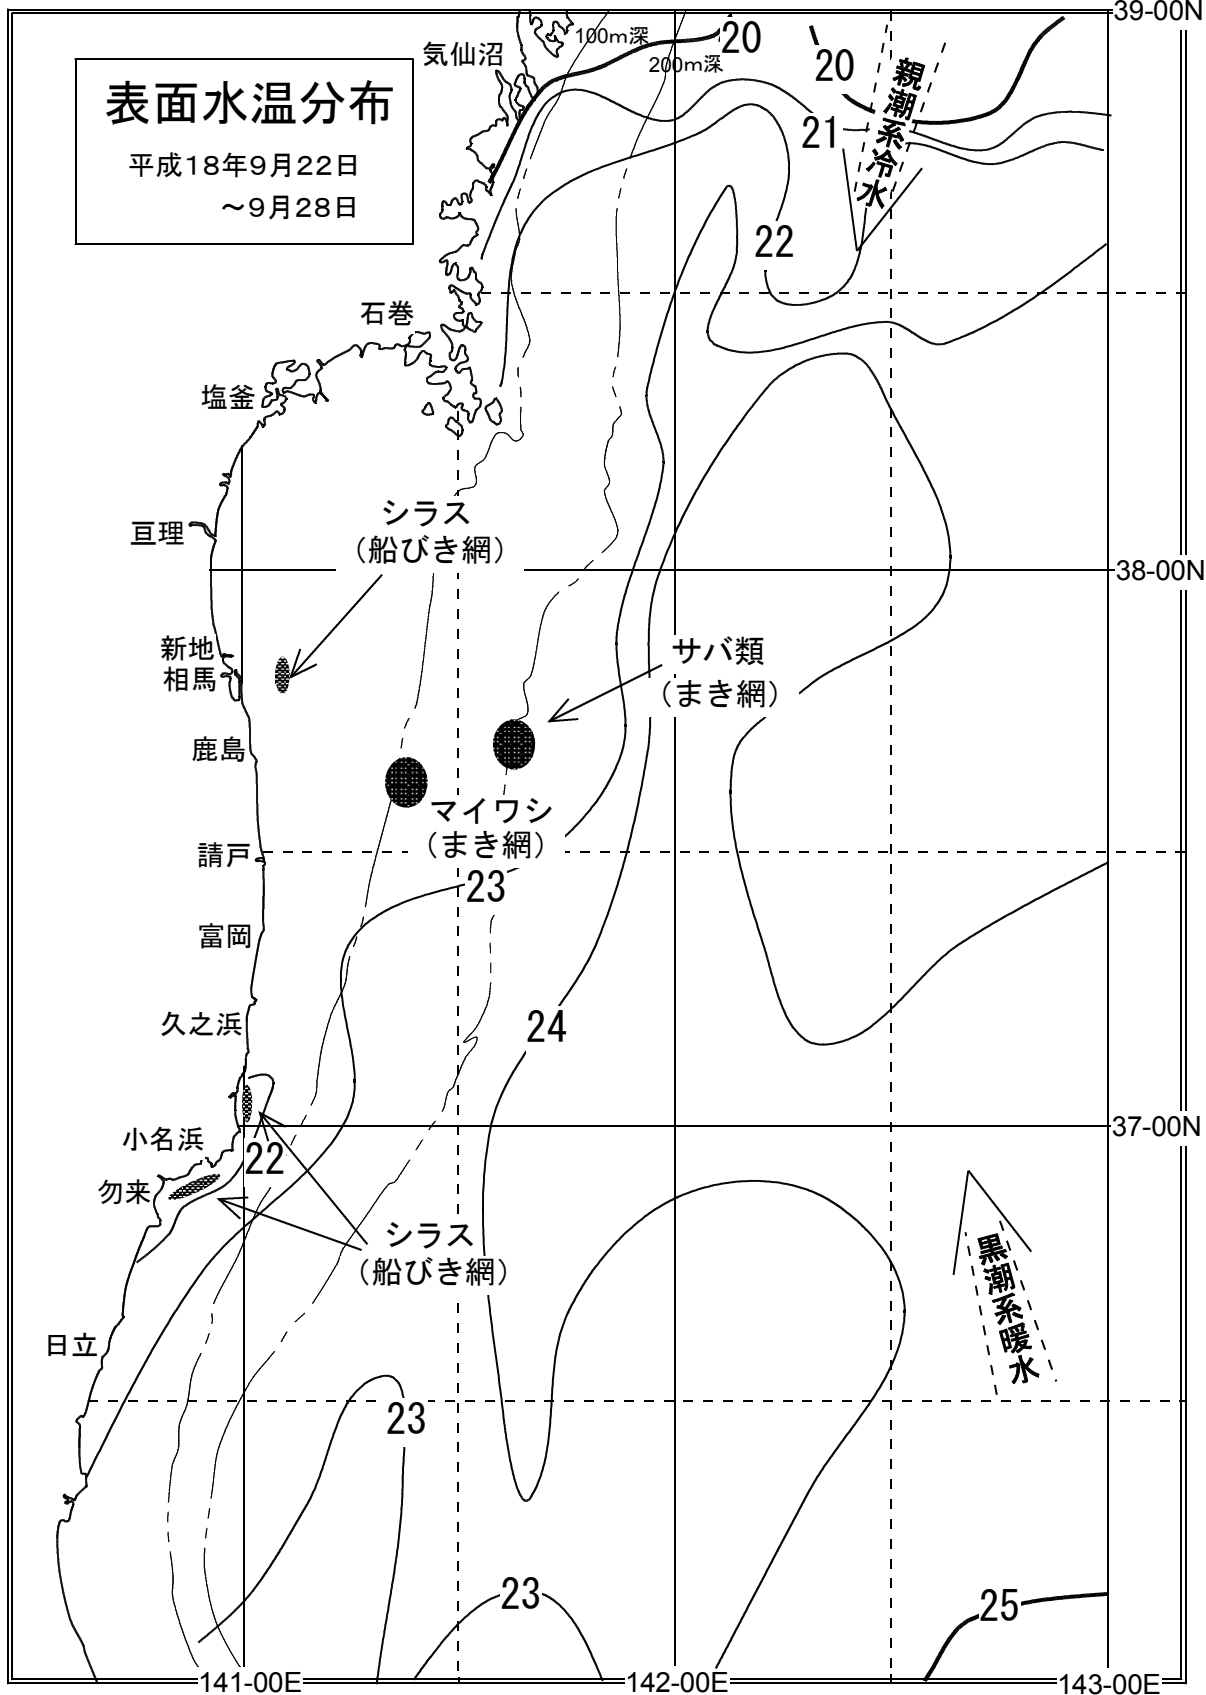 39-00N
気仙沼
100m深
200m深
20
20
表面水温分布
平成18年9月22日
～9月28日
親潮系冷水
21
22
石巻
塩釜
シラス
(船びき網)
亘理
38-00N
新地
相馬
サバ類
(まき網)
鹿島
マイワシ
(まき網)
請戸
23
富岡
久之浜
24
小名浜
22
37-00N
勿来
シラス
(船びき網)
黒潮系暖水
日立
23
23
25
141-00E
142-00E
143-00E